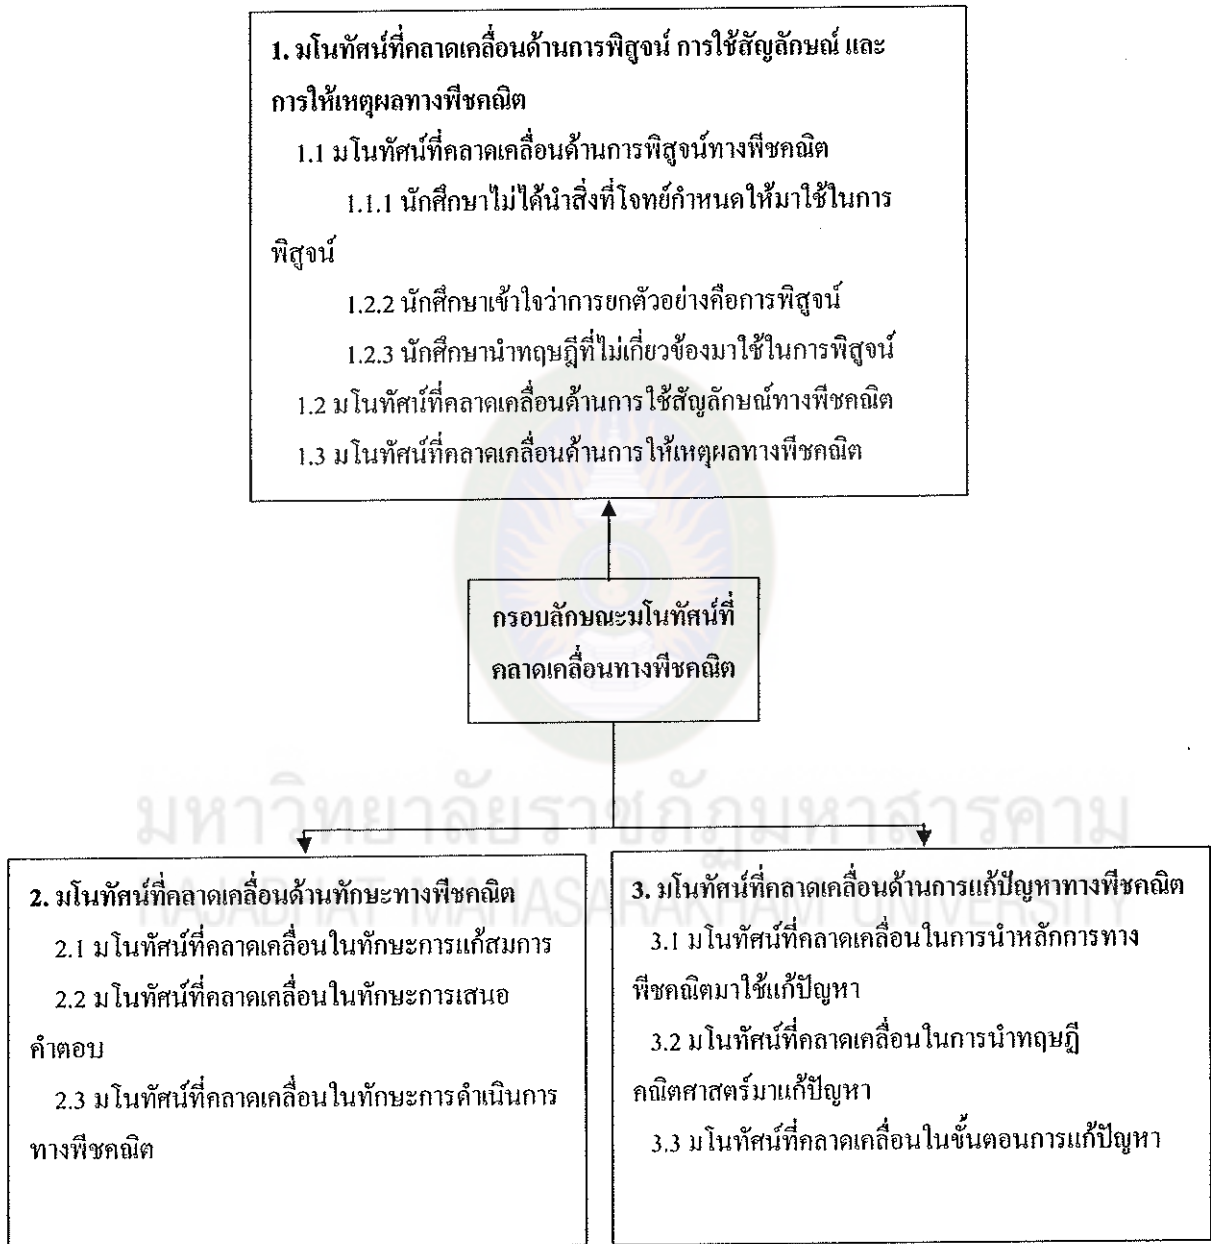 1. มโนทัศน์ที่คลาดเคลื่อนด้านการพิสูจน์ การใช้สัญลักษณ์ และ
การให้เหตุผลทางพีชคณิต
1.1 มโนทัศน์ที่คลาดเคลื่อนด้านการพิสูจน์ทางพีชคณิต
1.1.1 นักศึกษาไม่ได้นำสิ่งที่โจทย์กำหนดให้มาใช้ในการ
พิสูจน์
1.2.2 นักศึกษาเข้าใจว่าการยกตัวอย่างคือการพิสูจน์
1.2.3 นักศึกษานำทฤษฎีที่ไม่เกี่ยวข้องมาใช้ในการพิสูจน์
1.2 มโนทัศน์ที่คลาดเคลื่อนด้านการใช้สัญลักษณ์ทางพีชคณิต
1.3 มโนทัศน์ที่คลาดเคลื่อนด้านการให้เหตุผลทางพีชคณิต
กรอบลักษณะมโนทัศน์ที่
คลาดเคลื่อนทางพีชคณิต
มหาวิทยาลัยราชภัฏมหาสารคาม
RAJABHAT MAHASARAKHAM UNIVERSITY
2. มโนทัศน์ที่คลาดเคลื่อนด้านทักษะทางพีชคณิต
2.1 มโนทัศน์ที่คลาดเคลื่อนในทักษะการแก้สมการ
2.2 มโนทัศน์ที่คลาดเคลื่อนในทักษะการเสนอ
คำตอบ
2.3 มโนทัศน์ที่คลาดเคลื่อนในทักษะการดำเนินการ
ทางพีชคณิต
3. มโนทัศน์ที่คลาดเคลื่อนด้านการแก้ปัญหาทางพีชคณิต
3.1 มโนทัศน์ที่คลาดเคลื่อนในการนำหลักการทาง
พีชคณิตมาใช้แก้ปัญหา
3.2 มโนทัศน์ที่คลาดเคลื่อนในการนำทฤษฎี
คณิตศาสตร์มาแก้ปัญหา
3.3 มโนทัศน์ที่คลาดเคลื่อนในขั้นตอนการแก้ปัญหา